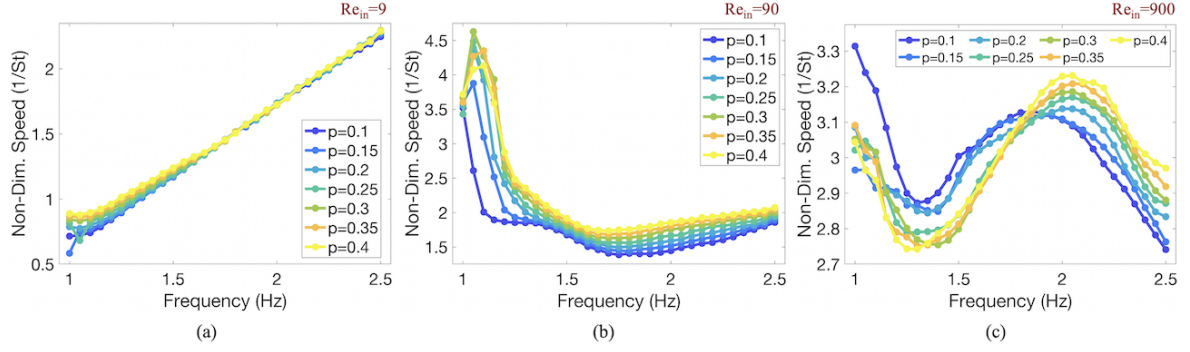 Re_in=9
Non-Dim. Speed (1/St)
2
1.5
1
0.5
p=0.1
p=0.15
p=0.2
p=0.25
p=0.3
p=0.35
p=0.4
1 1.5 2 2.5
Frequency (Hz)
(a)
Re_in=90
Non-Dim. Speed (1/St)
4.5
4
3.5
3
2.5
2
1.5
p=0.1
p=0.15
p=0.2
p=0.25
p=0.3
p=0.35
p=0.4
1 1.5 2 2.5
Frequency (Hz)
(b)
Re_in=900
Non-Dim. Speed (1/St)
3.3
3.2
3.1
3
2.9
2.8
2.7
p=0.1 p=0.2 p=0.3 p=0.4
p=0.15 p=0.25 p=0.35
1 1.5 2 2.5
Frequency (Hz)
(c)